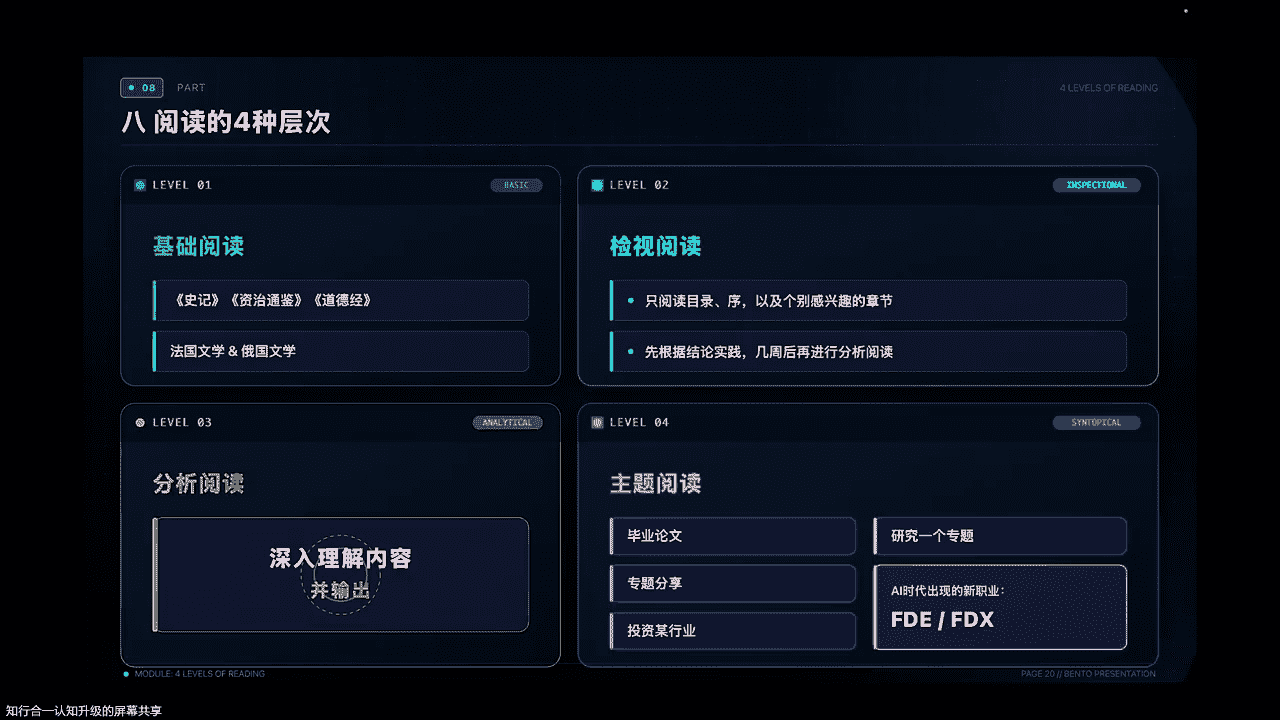 08 PART
4 LEVELS OF READING
八 阅读的4种层次
LEVEL 01
BASIC
基础阅读
《史记》《资治通鉴》《道德经》
法国文学 & 俄国文学
LEVEL 02
INSPECTIONAL
检视阅读
只阅读目录、序，以及个别感兴趣的章节
先根据结论实践，几周后再进行分析阅读
LEVEL 03
ANALYTICAL
分析阅读
深入理解内容
并输出
LEVEL 04
SYNTOPICAL
主题阅读
毕业论文
专题分享
投资某行业
研究一个专题
AI时代出现的新职业：
FDE / FDX
MODULE: 4 LEVELS OF READING
PAGE 20 // BENTO PRESENTATION
知行合一认知升级的屏幕共享